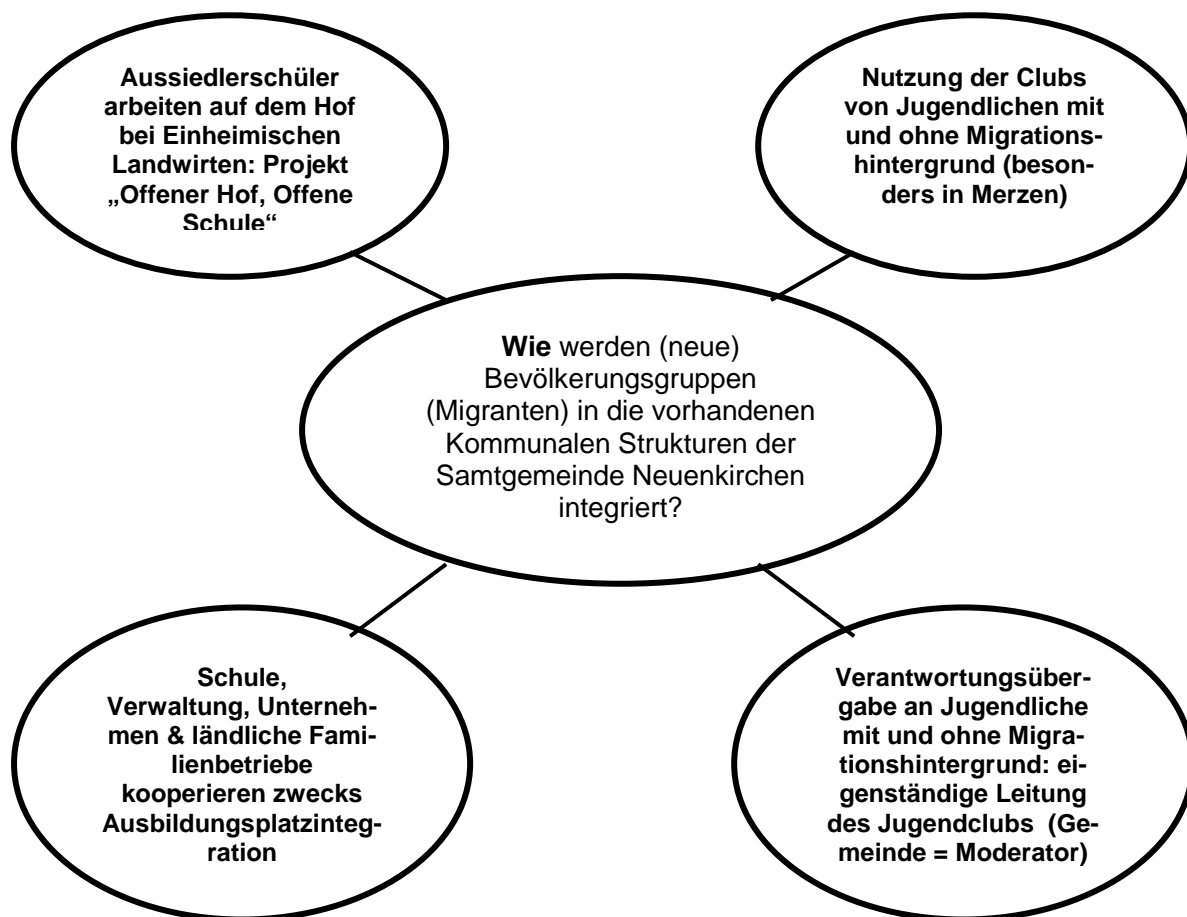 Aussiedlerschüler
arbeiten auf dem Hof
bei Einheimischen
Landwirten: Projekt
„Offener Hof, Offene
Schule“
Nutzung der Clubs
von Jugendlichen mit
und ohne Migrations-
hintergrund (beson-
ders in Merzen)
Wie werden (neue)
Bevölkerungsgruppen
(Migranten) in die vorhandenen
Kommunalen Strukturen der
Samtgemeinde Neuenkirchen
integriert?
Schule,
Verwaltung, Unterneh-
men & ländliche Fami-
lienbetriebe
kooperieren zwecks
Ausbildungsplatzinteg-
ration
Verantwortungsüber-
gabe an Jugendliche
mit und ohne Migra-
tionshintergrund: ei-
genständige Leitung
des Jugendclubs (Ge-
meinde = Moderator)